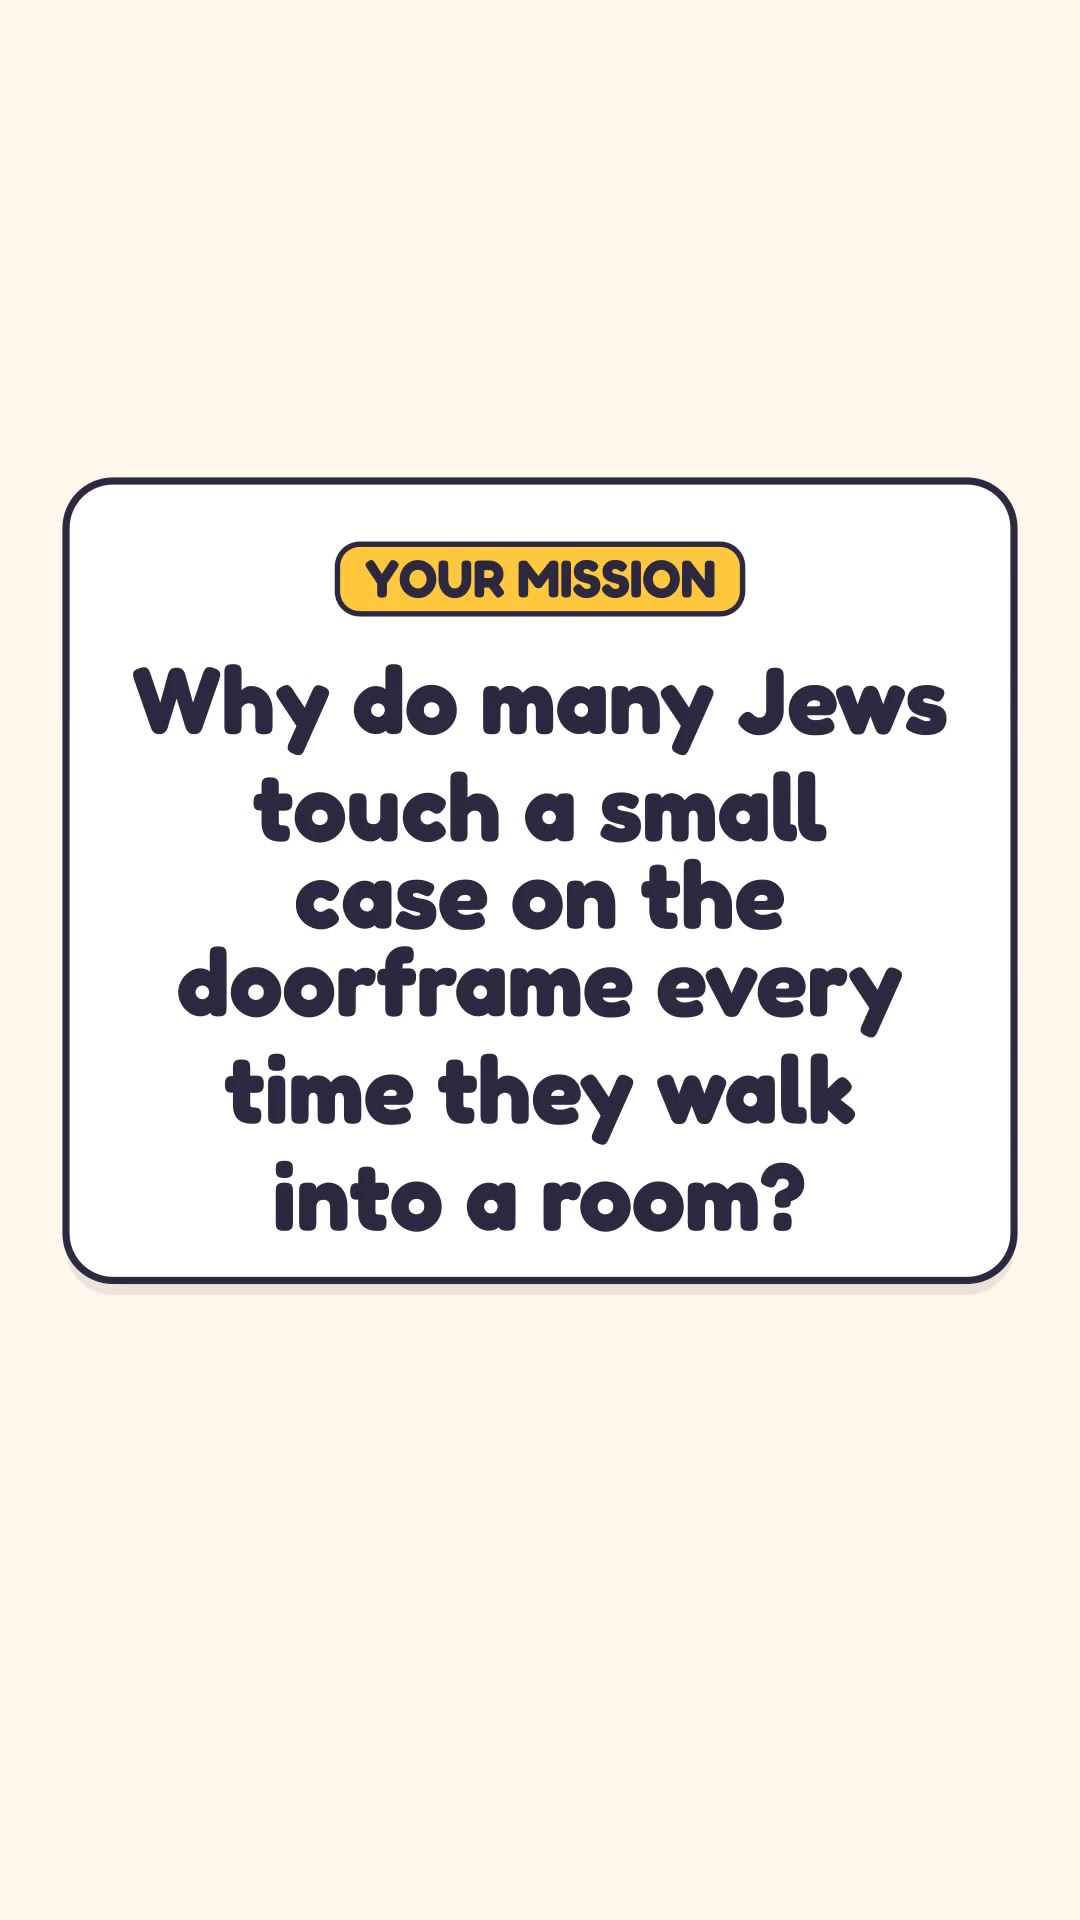 YOUR MISSION
Why do many Jews
touch a small
case on the
doorframe every
time they walk
into a room?